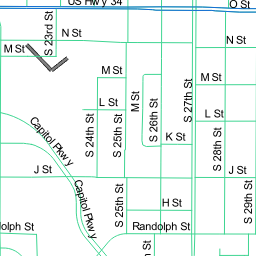 US Hwy 34
O St
S 23rd St
N St
N St
M St
M St
M St
L St
M St
S 26th St
S 27th St
L St
S 24th St
S 25th St
K St
S 28th St
Capitol Pkwy
J St
J St
Capitol Pkwy
S 25th St
H St
S 29th St
olph St
Randolph St
th St